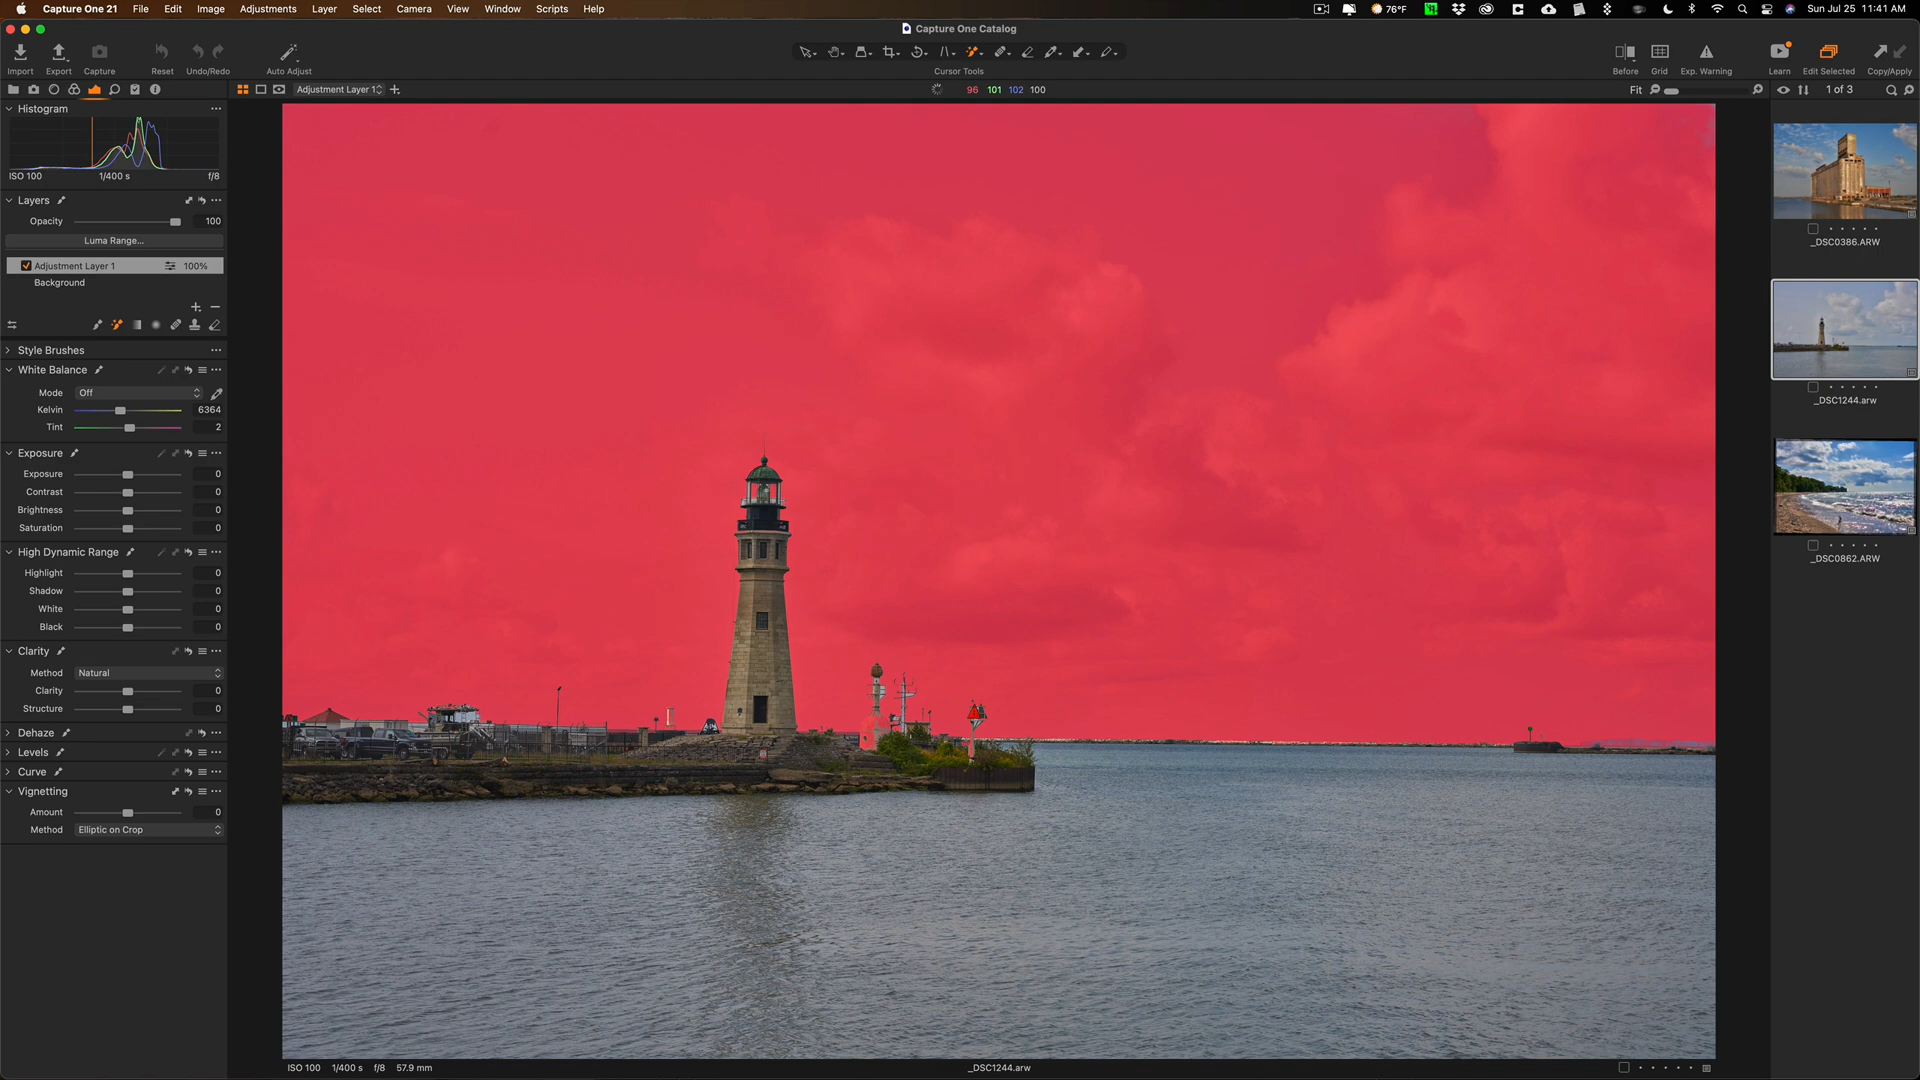 Capture One 21 File Edit Image Adjustments Layer Select Camera View Window Scripts Help 76°F Sun Jul 25 11:41 AM
Capture One Catalog
Import Export Capture Reset Undo/Redo Auto Adjust Cursor Tools Before Grid Exp. Warning Learn Edit Selected Copy/Apply
Adjustment Layer 1 96 101 102 100 Fit 1 of 3
Histogram
ISO 100 1/400 s f/8
Layers
Opacity 100
Luma Range...
Adjustment Layer 1 100%
Background
Style Brushes
White Balance
Mode Off
Kelvin 6364
Tint 2
Exposure
Exposure 0
Contrast 0
Brightness 0
Saturation 0
High Dynamic Range
Highlight 0
Shadow 0
White 0
Black 0
Clarity
Method Natural
Clarity 0
Structure 0
Dehaze
Levels
Curve
Vignetting
Amount 0
Method Elliptic on Crop
_DSC0386.ARW
_DSC1244.arw
_DSC0862.ARW
ISO 100 1/400 s f/8 57.9 mm _DSC1244.arw